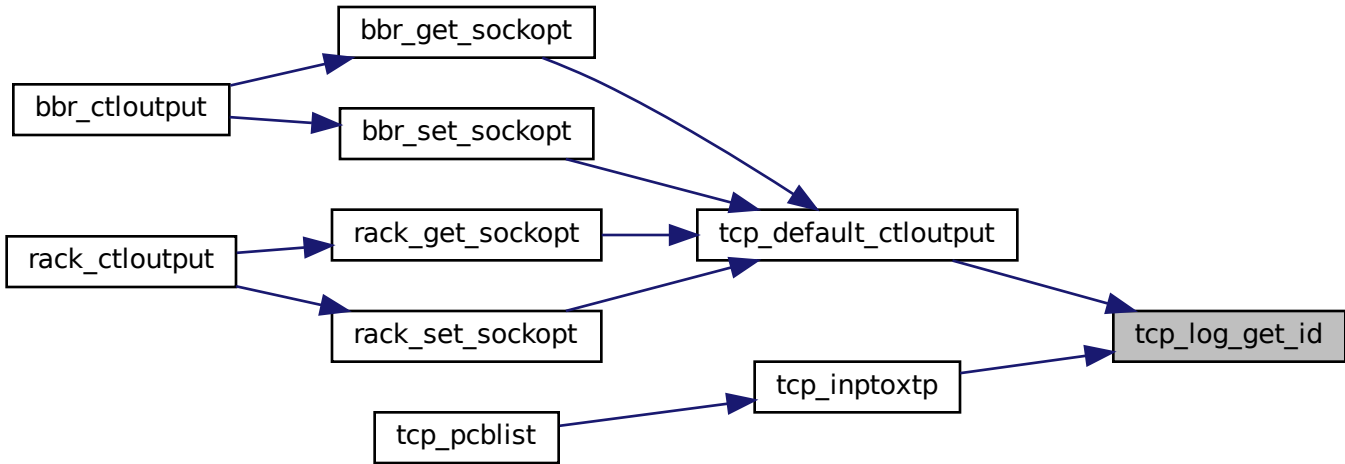 bbr_get_sockopt
bbr_ctloutput
bbr_set_sockopt
rack_get_sockopt
tcp_default_ctloutput
rack_ctloutput
rack_set_sockopt
tcp_log_get_id
tcp_inptoxtp
tcp_pcblist